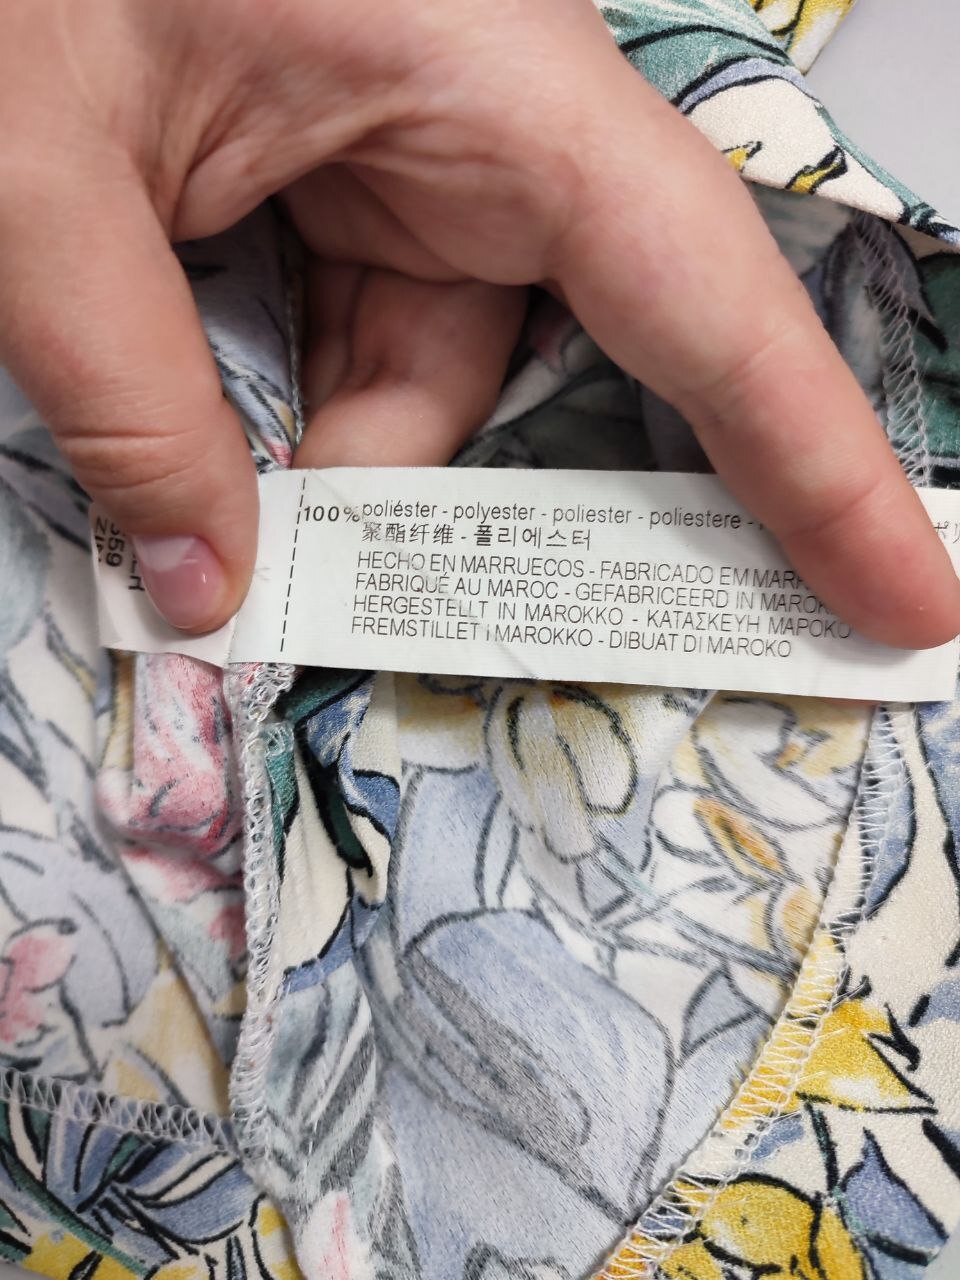 100% poliéster - polyester - poliester - poliestere -
聚酯纤维 - 폴리에스터
HECHO EN MARRUECOS - FABRICADO EM
FABRIQUÉ AU MAROC - GEFABRICEERD IN
HERGESTELLT IN MAROKKO - ΚΑΤΑΣΚΕΥΗ ΜΑΡΟΚΟ
FREMSTILLET I MAROKKO - DIBUAT DI MAROKO